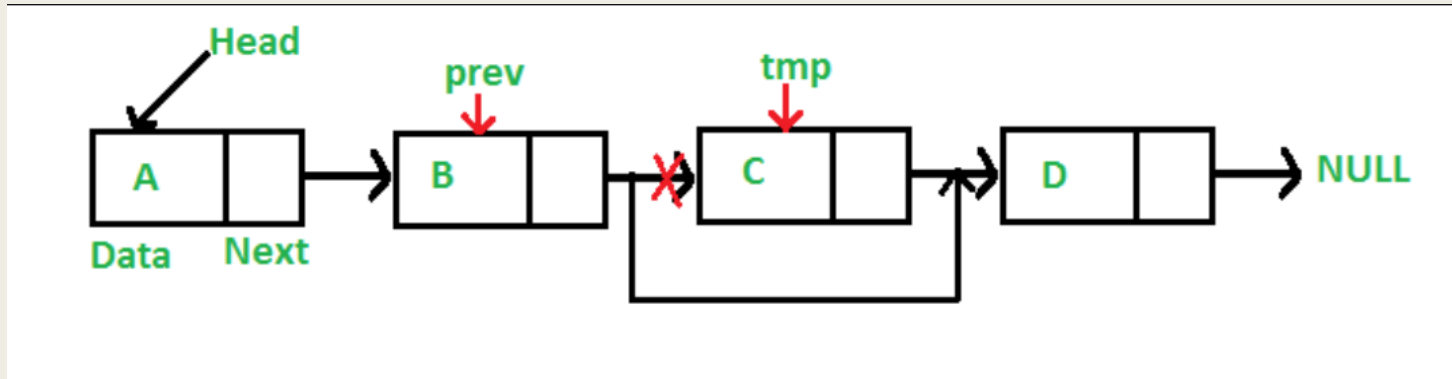 Head
prev
tmp
A
B
C
D
NULL
Data
Next